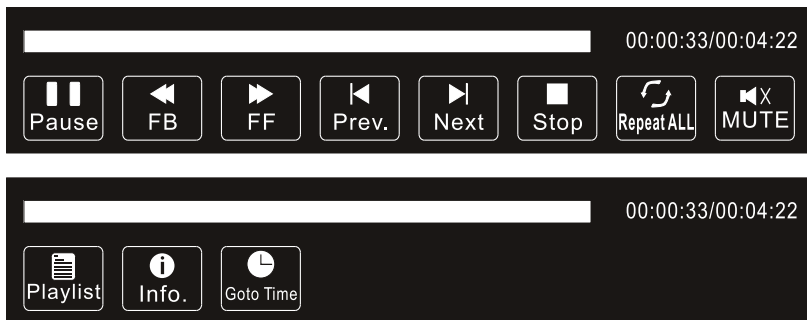 00:00:33/00:04:22
Pause FB FF Prev. Next Stop Repeat ALL MUTE
00:00:33/00:04:22
Playlist Info. Goto Time